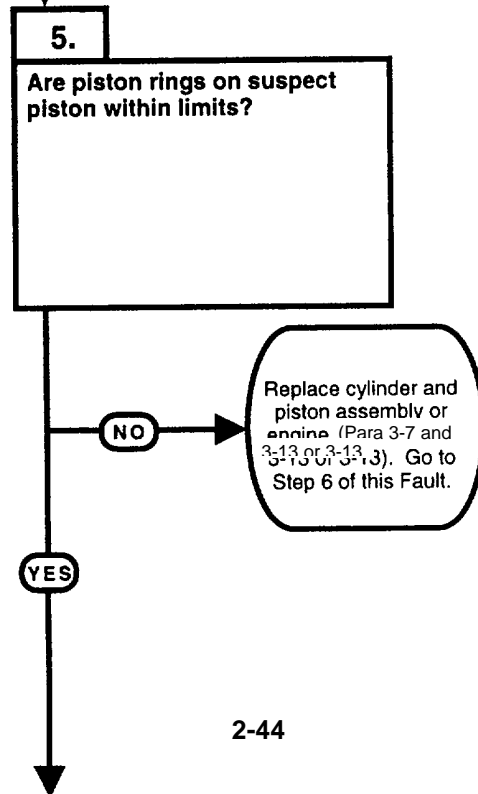 5.
Are piston rings on suspect
piston within limits?
NO
Replace cylinder and
piston assembly or
engine (Para 3-7 and
3-13 or 3-13). Go to
Step 6 of this Fault.
YES
2-44